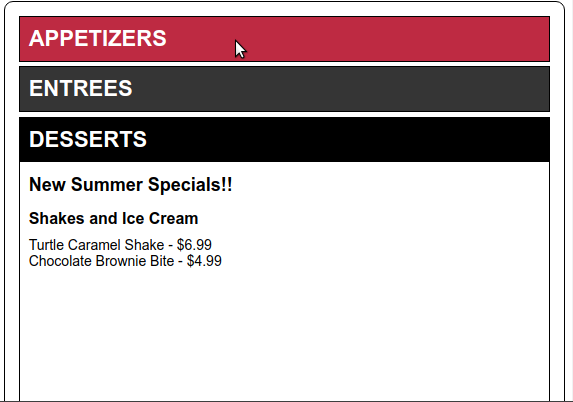 APPETIZERS
ENTREES
DESSERTS
New Summer Specials!!
Shakes and Ice Cream
Turtle Caramel Shake - $6.99
Chocolate Brownie Bite - $4.99